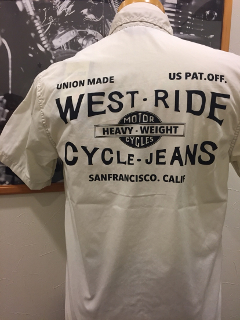 UNION MADE US PAT.OFF.
WEST-RIDE
MOTOR
HEAVY-WEIGHT
CYCLES
CYCLE-JEANS
SANFRANCISCO. CALIF